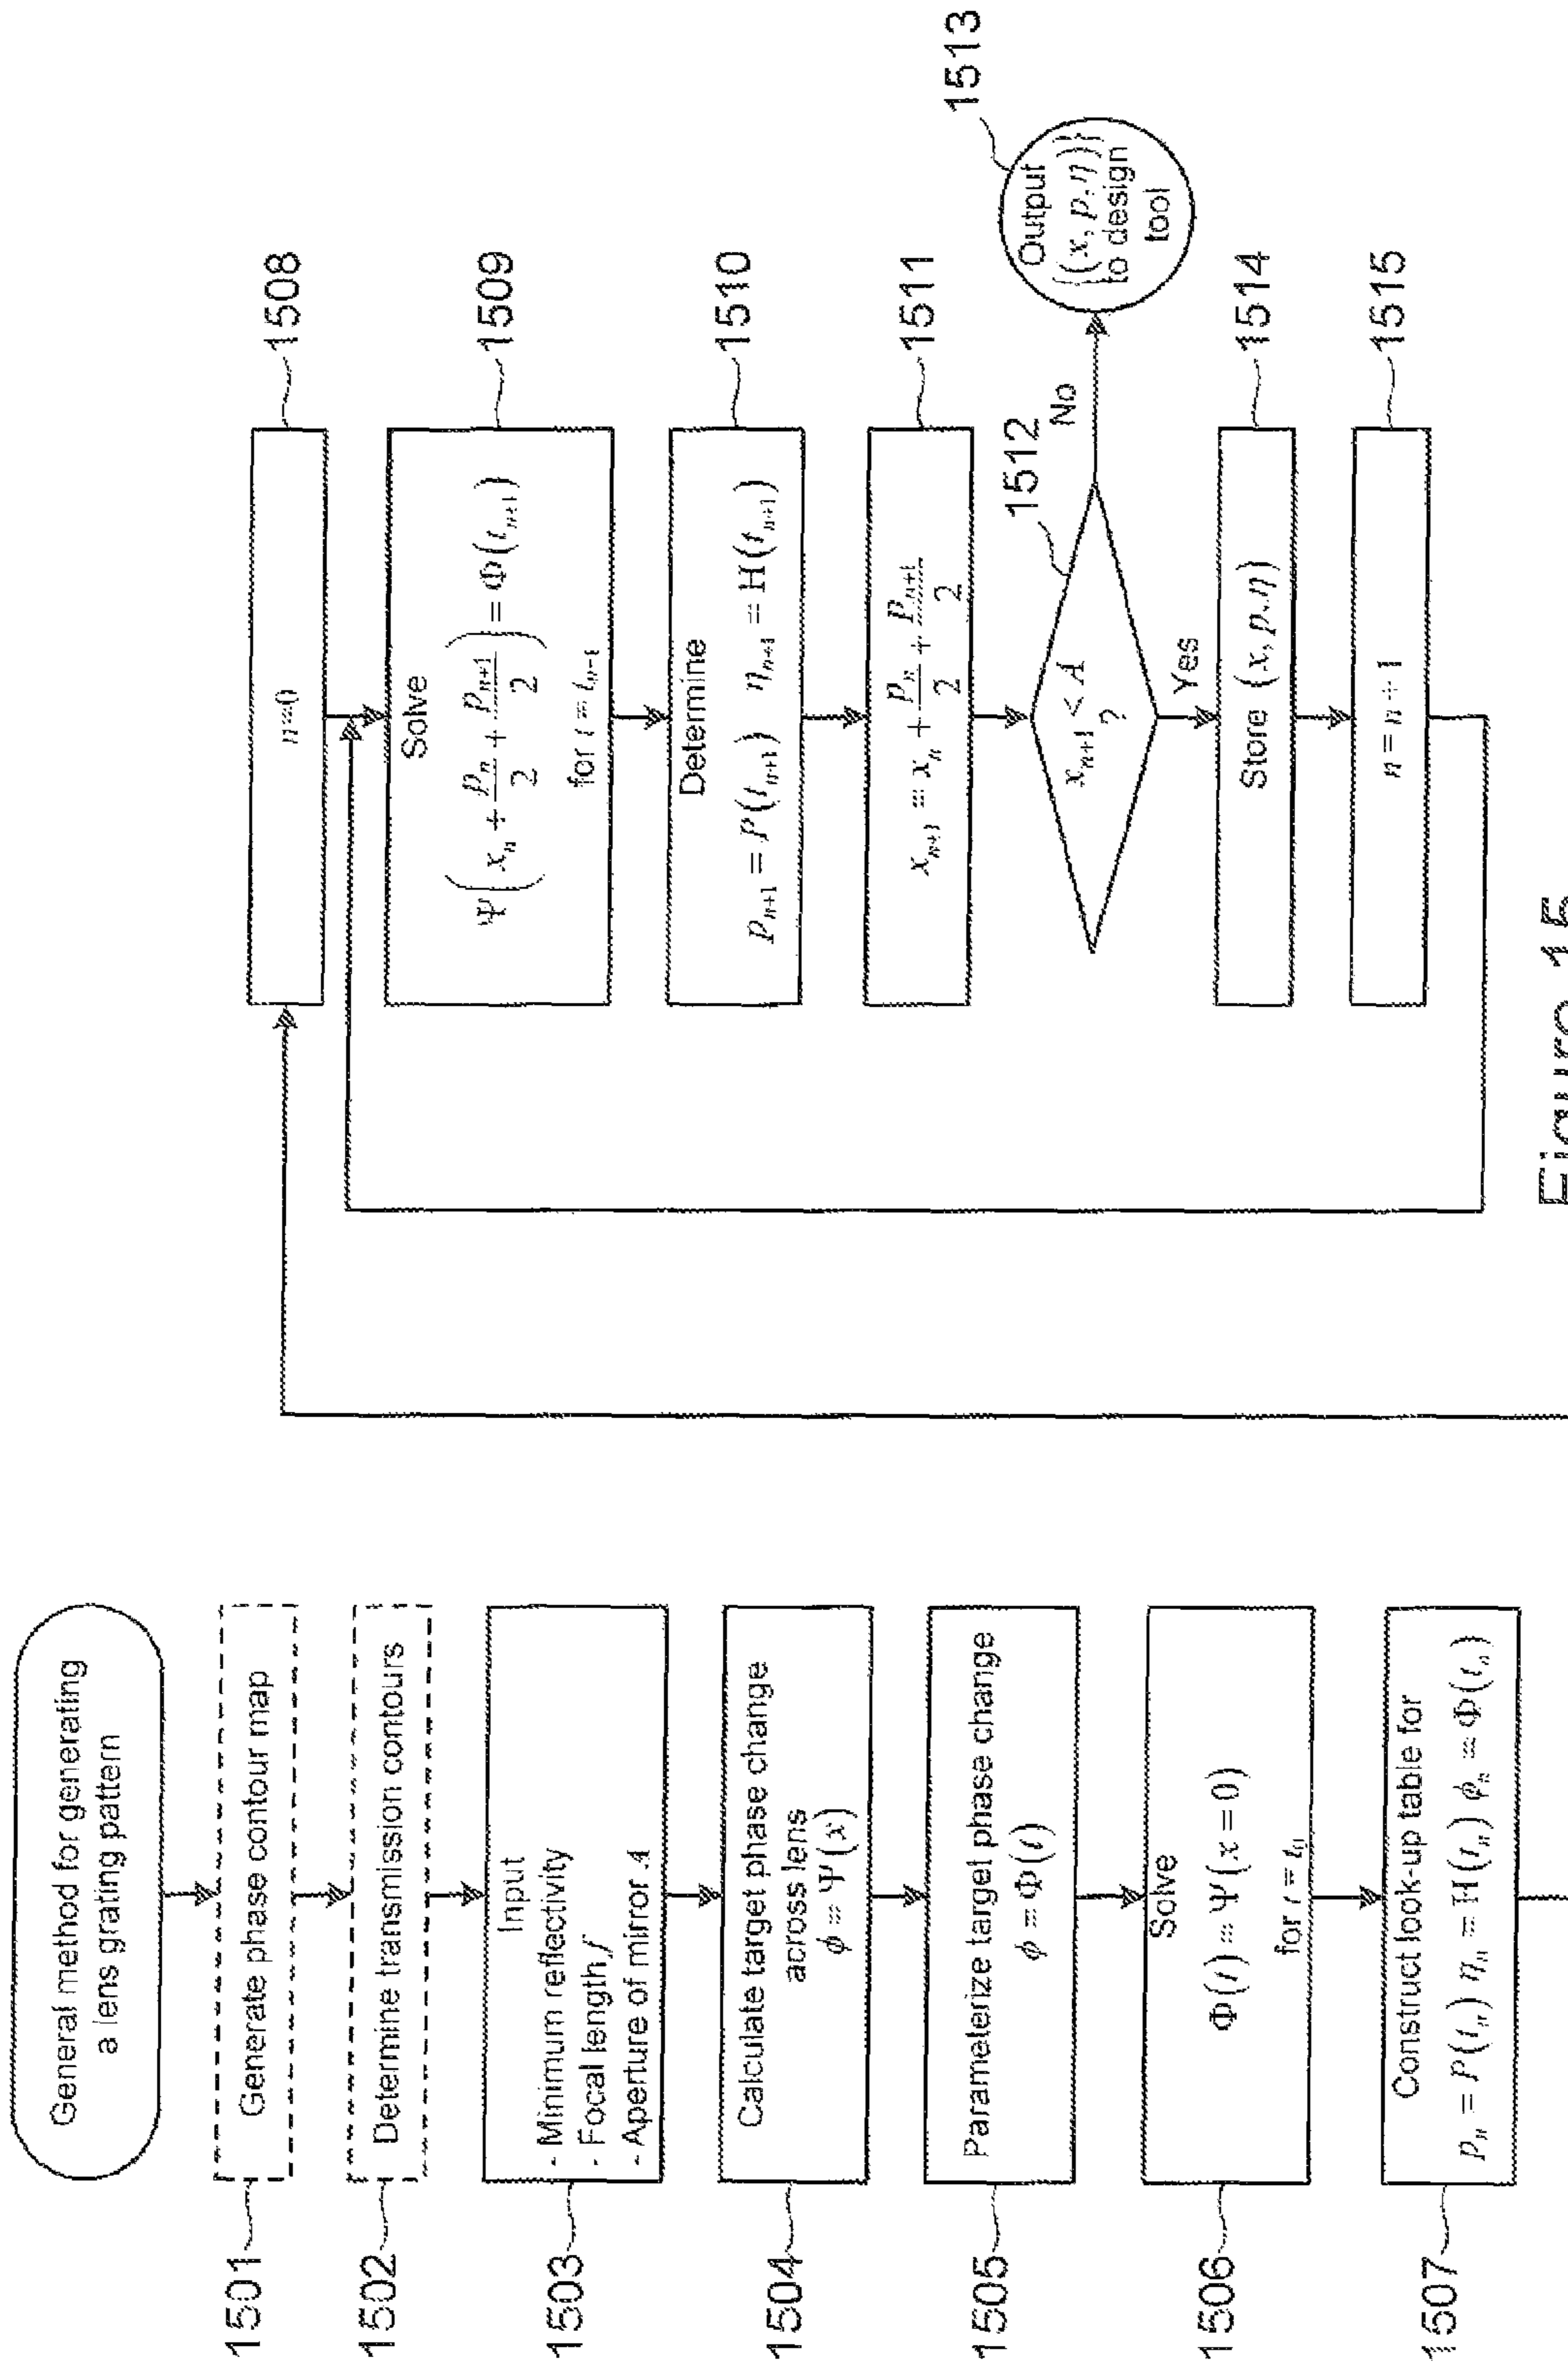 General method for generating
a lens grating pattern
1501
Generate phase contour map
1502
Determine transmission contours
1503
Input
- Minimum reflectivity
- Focal length f
- Aperture of mirror A
1504
Calculate target phase change
across lens
ϕ = Ψ(x)
1505
Parameterize target phase change
ϕ = Φ(t)
1506
Solve
Φ(t) = Ψ(x = 0)
for t = t₀
1507
Construct look-up table for
pₙ = P(tₙ) ηₙ = H(tₙ) ϕₙ = Φ(tₙ)
n=0
1508
Solve
Ψ(xₙ + pₙ/2 + pₙ₊₁/2) = Φ(tₙ₊₁)
for t = tₙ₊₁
1509
Determine
pₙ₊₁ = P(tₙ₊₁) ηₙ₊₁ = H(tₙ₊₁)
1510
xₙ₊₁ = xₙ + pₙ/2 + pₙ₊₁/2
1511
xₙ₊₁ < A
?
1512
No
Output
{(x, p, η)}
to design
tool
1513
Yes
Store (x, p, η)
1514
n = n + 1
1515
Figure 15